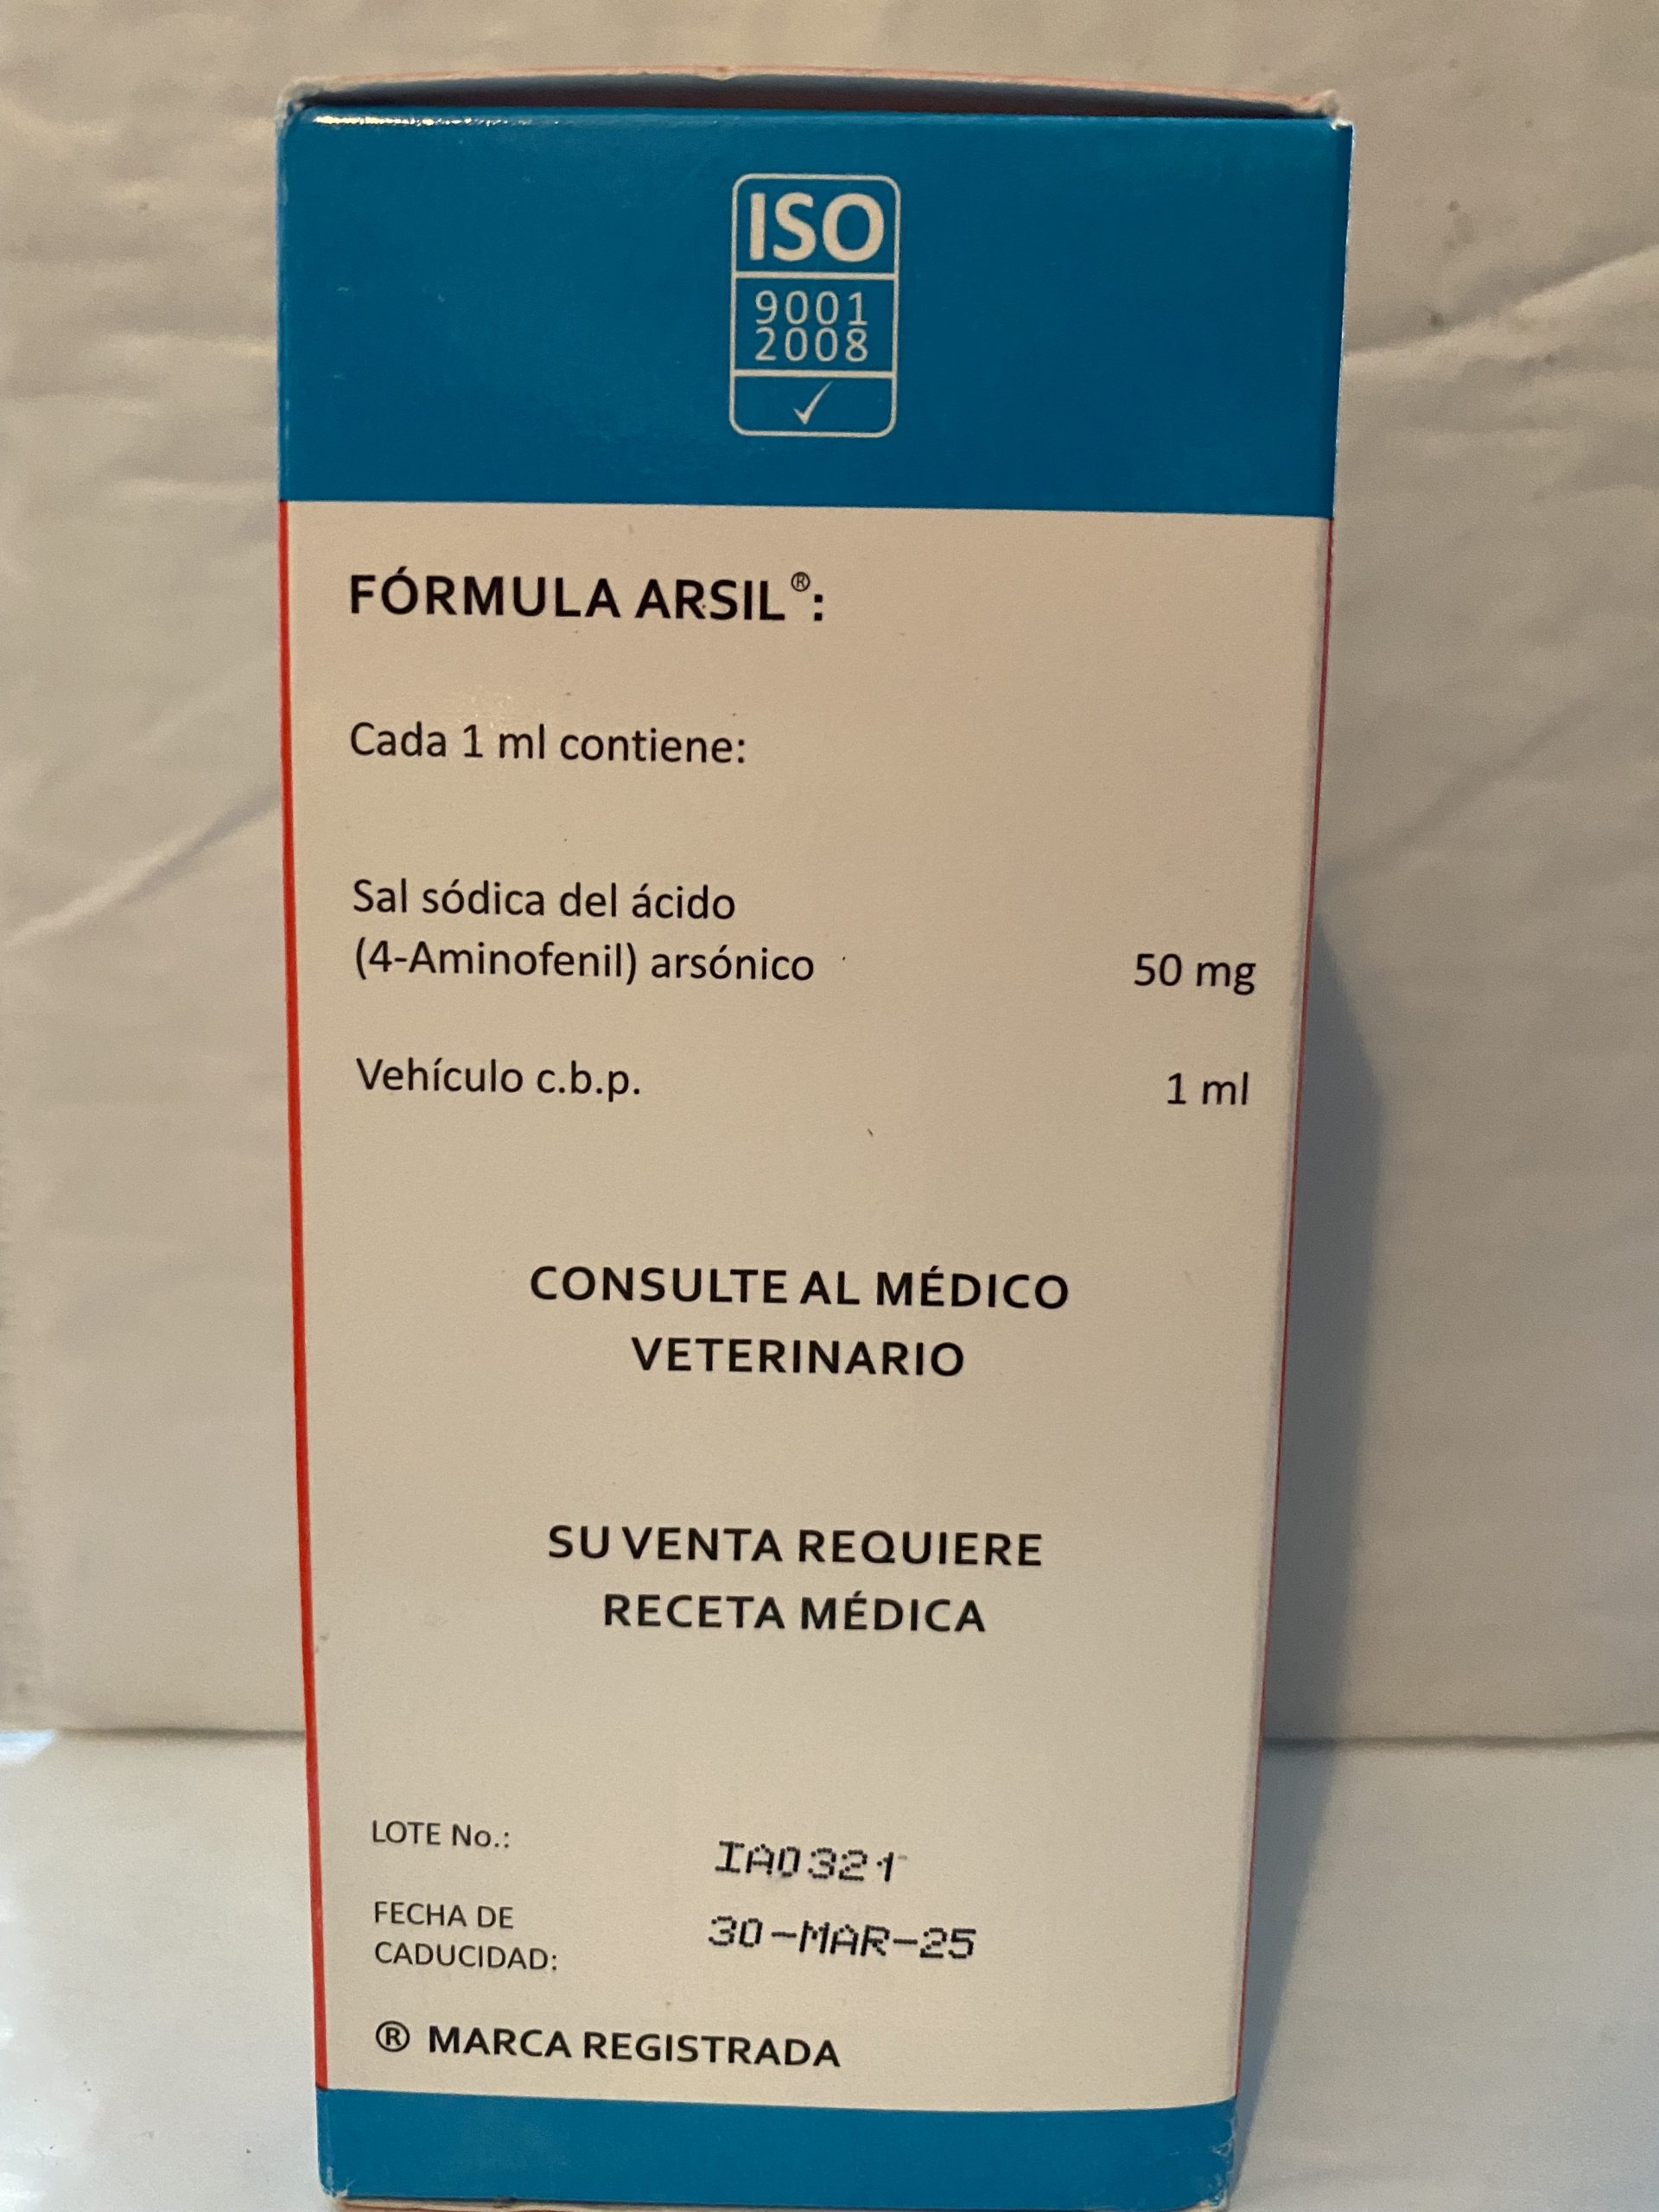 ISO
9001
2008
FÓRMULA ARSIL®:
Cada 1 ml contiene:
Sal sódica del ácido
(4-Aminofenil) arsónico 50 mg
Vehículo c.b.p. 1 ml
CONSULTE AL MÉDICO
VETERINARIO
SU VENTA REQUIERE
RECETA MÉDICA
LOTE No.: IA0321
FECHA DE
CADUCIDAD: 30-MAR-25
® MARCA REGISTRADA